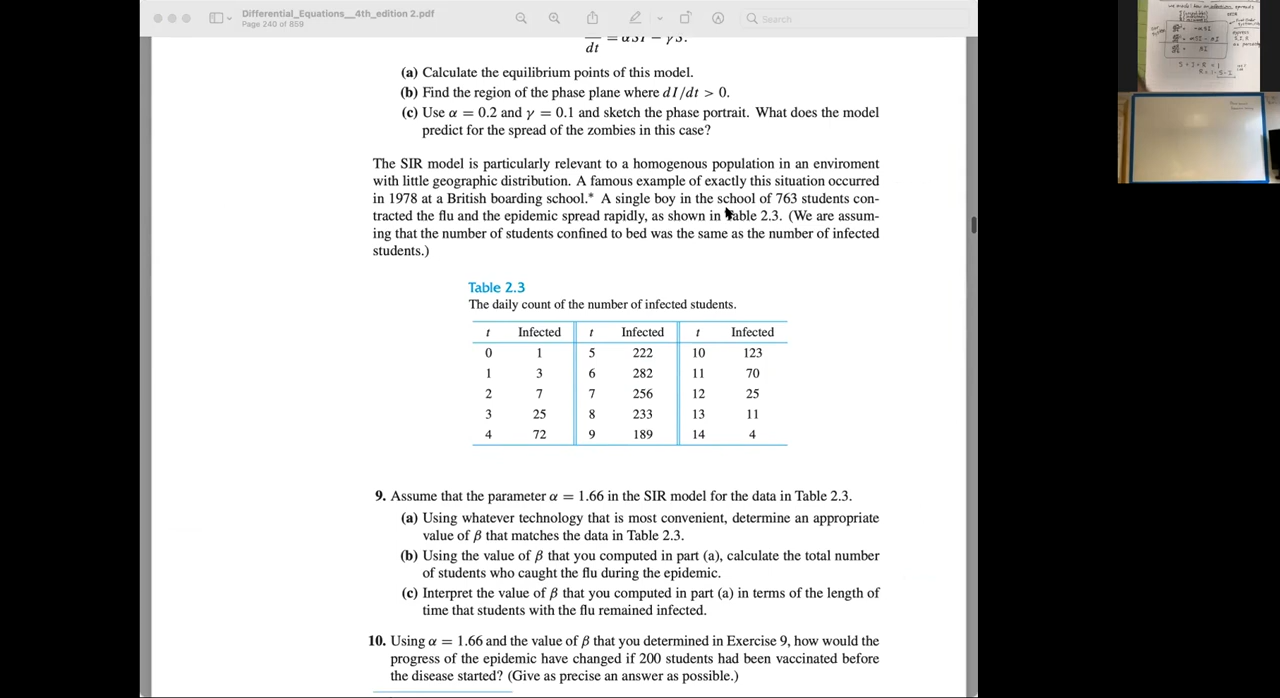 Differential_Equations__4th_edition 2.pdf
Page 240 of 859
Search
dt = αSI − γS.
(a) Calculate the equilibrium points of this model.
(b) Find the region of the phase plane where dI/dt > 0.
(c) Use α = 0.2 and γ = 0.1 and sketch the phase portrait. What does the model
predict for the spread of the zombies in this case?
The SIR model is particularly relevant to a homogenous population in an enviroment
with little geographic distribution. A famous example of exactly this situation occurred
in 1978 at a British boarding school.* A single boy in the school of 763 students con-
tracted the flu and the epidemic spread rapidly, as shown in Table 2.3. (We are assum-
ing that the number of students confined to bed was the same as the number of infected
students.)
Table 2.3
The daily count of the number of infected students.
t Infected t Infected t Infected
0 1 5 222 10 123
1 3 6 282 11 70
2 7 7 256 12 25
3 25 8 233 13 11
4 72 9 189 14 4
9. Assume that the parameter α = 1.66 in the SIR model for the data in Table 2.3.
(a) Using whatever technology that is most convenient, determine an appropriate
value of β that matches the data in Table 2.3.
(b) Using the value of β that you computed in part (a), calculate the total number
of students who caught the flu during the epidemic.
(c) Interpret the value of β that you computed in part (a) in terms of the length of
time that students with the flu remained infected.
10. Using α = 1.66 and the value of β that you determined in Exercise 9, how would the
progress of the epidemic have changed if 200 students had been vaccinated before
the disease started? (Give as precise an answer as possible.)